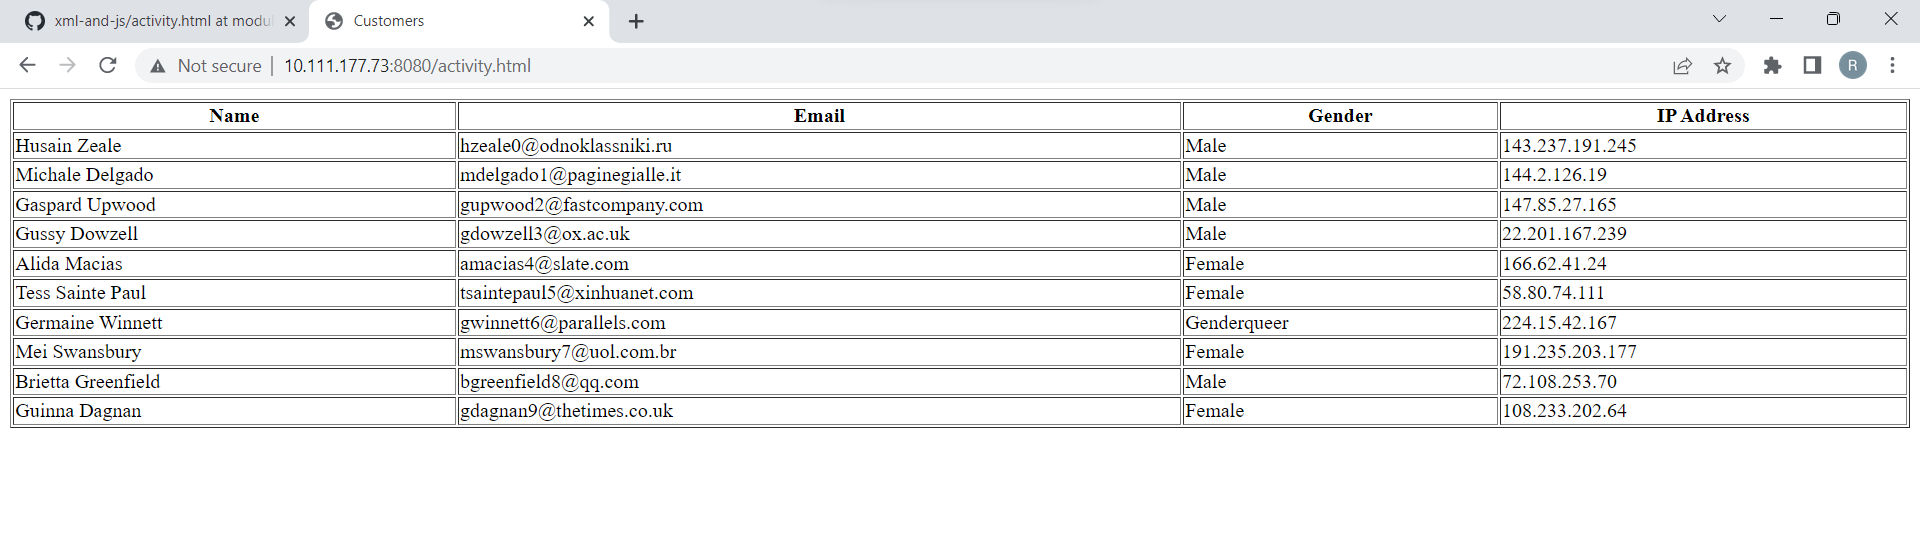 xml-and-js/activity.html at modu
Customers
Not secure 10.111.177.73:8080/activity.html
R
Name Email Gender IP Address
Husain Zeale hzeale0@odnoklassniki.ru Male 143.237.191.245
Michale Delgado mdelgado1@paginegialle.it Male 144.2.126.19
Gaspard Upwood gupwood2@fastcompany.com Male 147.85.27.165
Gussy Dowzell gdowzell3@ox.ac.uk Male 22.201.167.239
Alida Macias amacias4@slate.com Female 166.62.41.24
Tess Sainte Paul tsaintepaul5@xinhuanet.com Female 58.80.74.111
Germaine Winnett gwinnett6@parallels.com Genderqueer 224.15.42.167
Mei Swansbury mswansbury7@uol.com.br Female 191.235.203.177
Brietta Greenfield bgreenfield8@qq.com Male 72.108.253.70
Guinna Dagnan gdagnan9@thetimes.co.uk Female 108.233.202.64